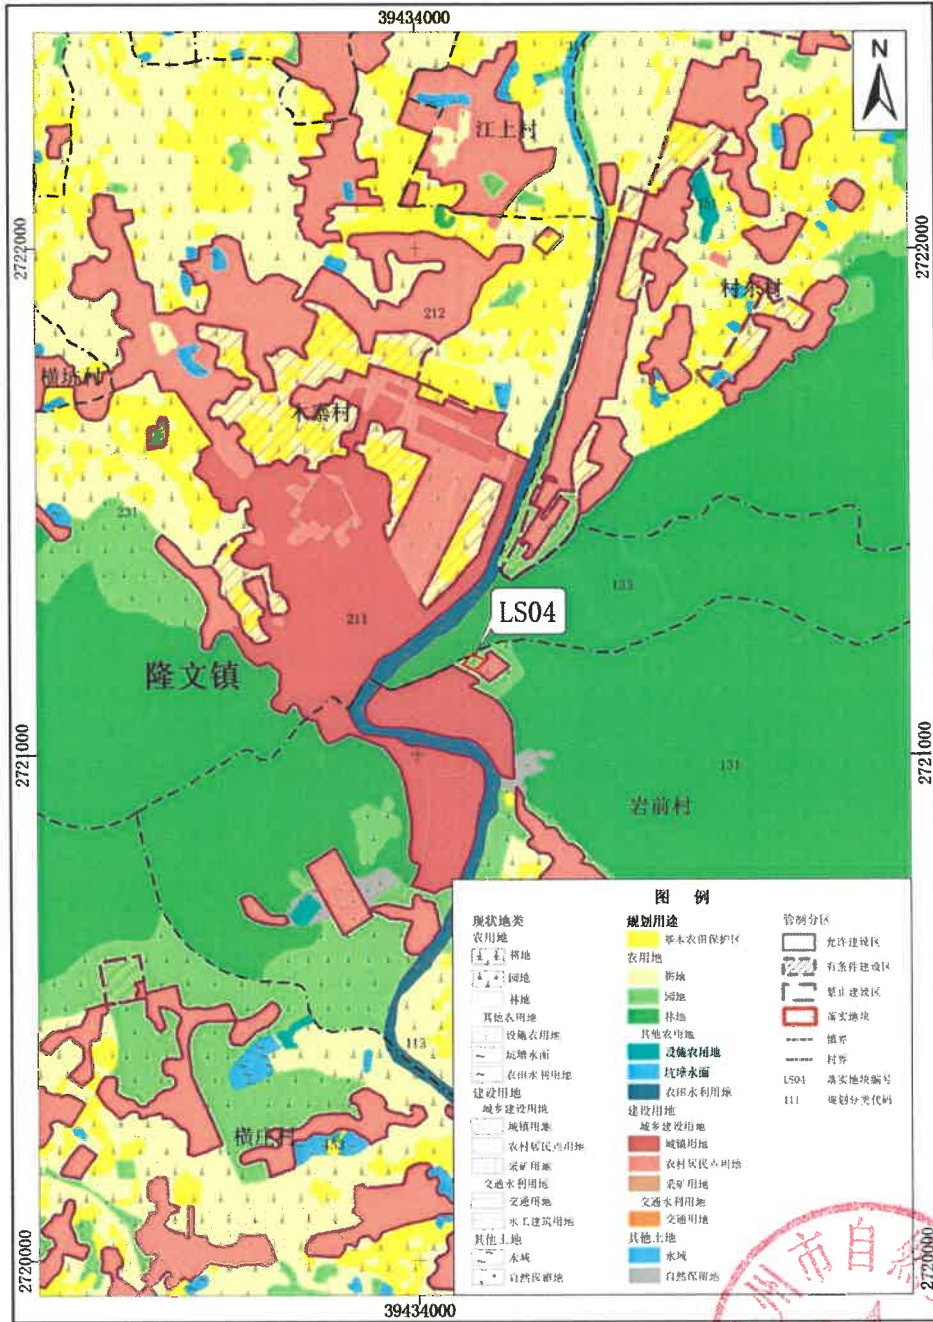 39434000
N
江上村
2722000
2722000
151
村东村
212
横坊村
木寨村
231
133
LS04
211
隆文镇
2721000
2721000
131
岩前村
113
横庄村
153
2720000
2720000
39434000
图 例
现状地类
农用地
耕地
园地
林地
其他农用地
设施农用地
坑塘水面
农田水利用地
建设用地
城乡建设用地
城镇用地
农村居民点用地
采矿用地
交通水利用地
交通用地
水工建筑用地
其他土地
水域
自然保留地
规划用途
基本农田保护区
农用地
耕地
园地
林地
其他农用地
设施农用地
坑塘水面
农田水利用地
建设用地
城乡建设用地
城镇用地
农村居民点用地
采矿用地
交通水利用地
交通用地
其他土地
水域
自然保留地
管制分区
允许建设区
有条件建设区
禁止建设区
落实地块
镇界
村界
LS04 落实地块编号
111 规划分类代码
州市自然